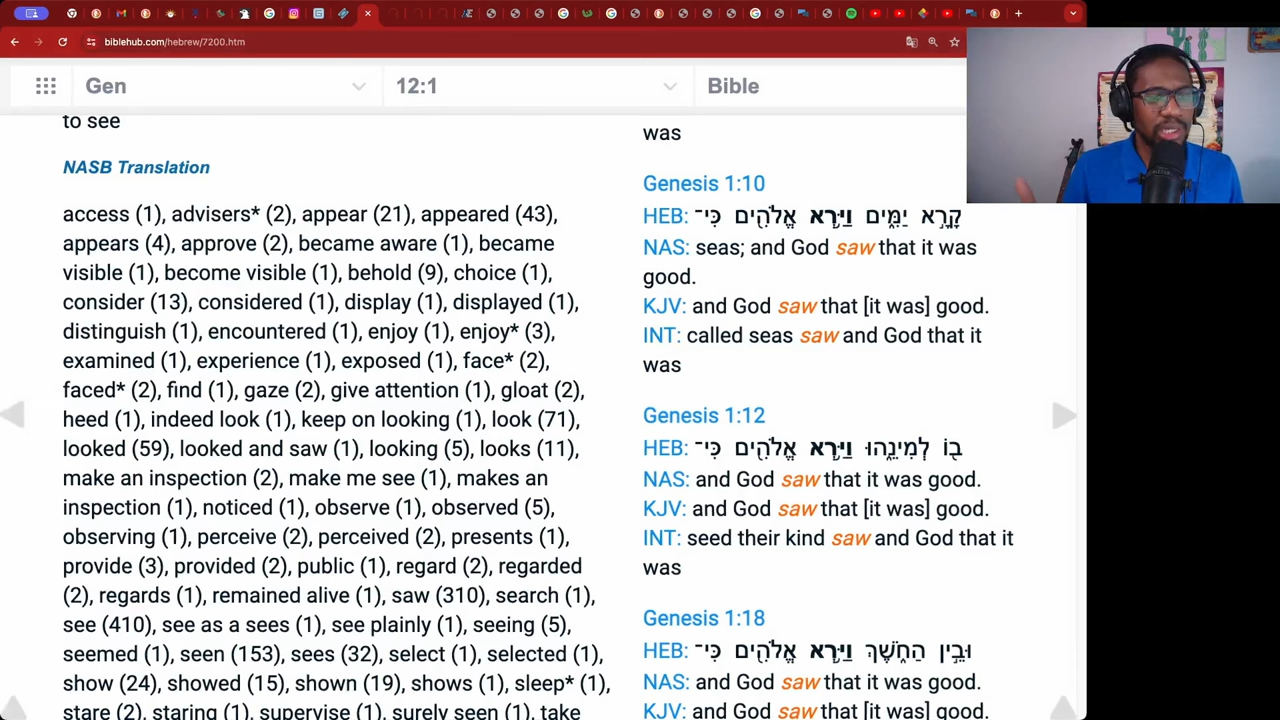 biblehub.com/hebrew/7200.htm
Gen
12:1
Bible
to see
NASB Translation
access (1), advisers* (2), appear (21), appeared (43),
appears (4), approve (2), became aware (1), became
visible (1), become visible (1), behold (9), choice (1),
consider (13), considered (1), display (1), displayed (1),
distinguish (1), encountered (1), enjoy (1), enjoy* (3),
examined (1), experience (1), exposed (1), face* (2),
faced* (2), find (1), gaze (2), give attention (1), gloat (2),
heed (1), indeed look (1), keep on looking (1), look (71),
looked (59), looked and saw (1), looking (5), looks (11),
make an inspection (2), make me see (1), makes an
inspection (1), noticed (1), observe (1), observed (5),
observing (1), perceive (2), perceived (2), presents (1),
provide (3), provided (2), public (1), regard (2), regarded
(2), regards (1), remained alive (1), saw (310), search (1),
see (410), see as a sees (1), see plainly (1), seeing (5),
seemed (1), seen (153), sees (32), select (1), selected (1),
show (24), showed (15), shown (19), shows (1), sleep* (1),
stare (2), staring (1), supervise (1), surely seen (1), take
was
Genesis 1:10
HEB: קָרָ֣א יַמִּ֑ים וַיַּ֥רְא אֱלֹהִ֖ים כִּי־
NAS: seas; and God saw that it was
good.
KJV: and God saw that [it was] good.
INT: called seas saw and God that it
was
Genesis 1:12
HEB: ב֖וֹ לְמִינֵ֑הוּ וַיַּ֥רְא אֱלֹהִ֖ים כִּי־
NAS: and God saw that it was good.
KJV: and God saw that [it was] good.
INT: seed their kind saw and God that it
was
Genesis 1:18
HEB: וּבֵ֣ין הַחֹ֑שֶׁךְ וַיַּ֥רְא אֱלֹהִ֖ים כִּי־
NAS: and God saw that it was good.
KJV: and God saw that [it was] good.